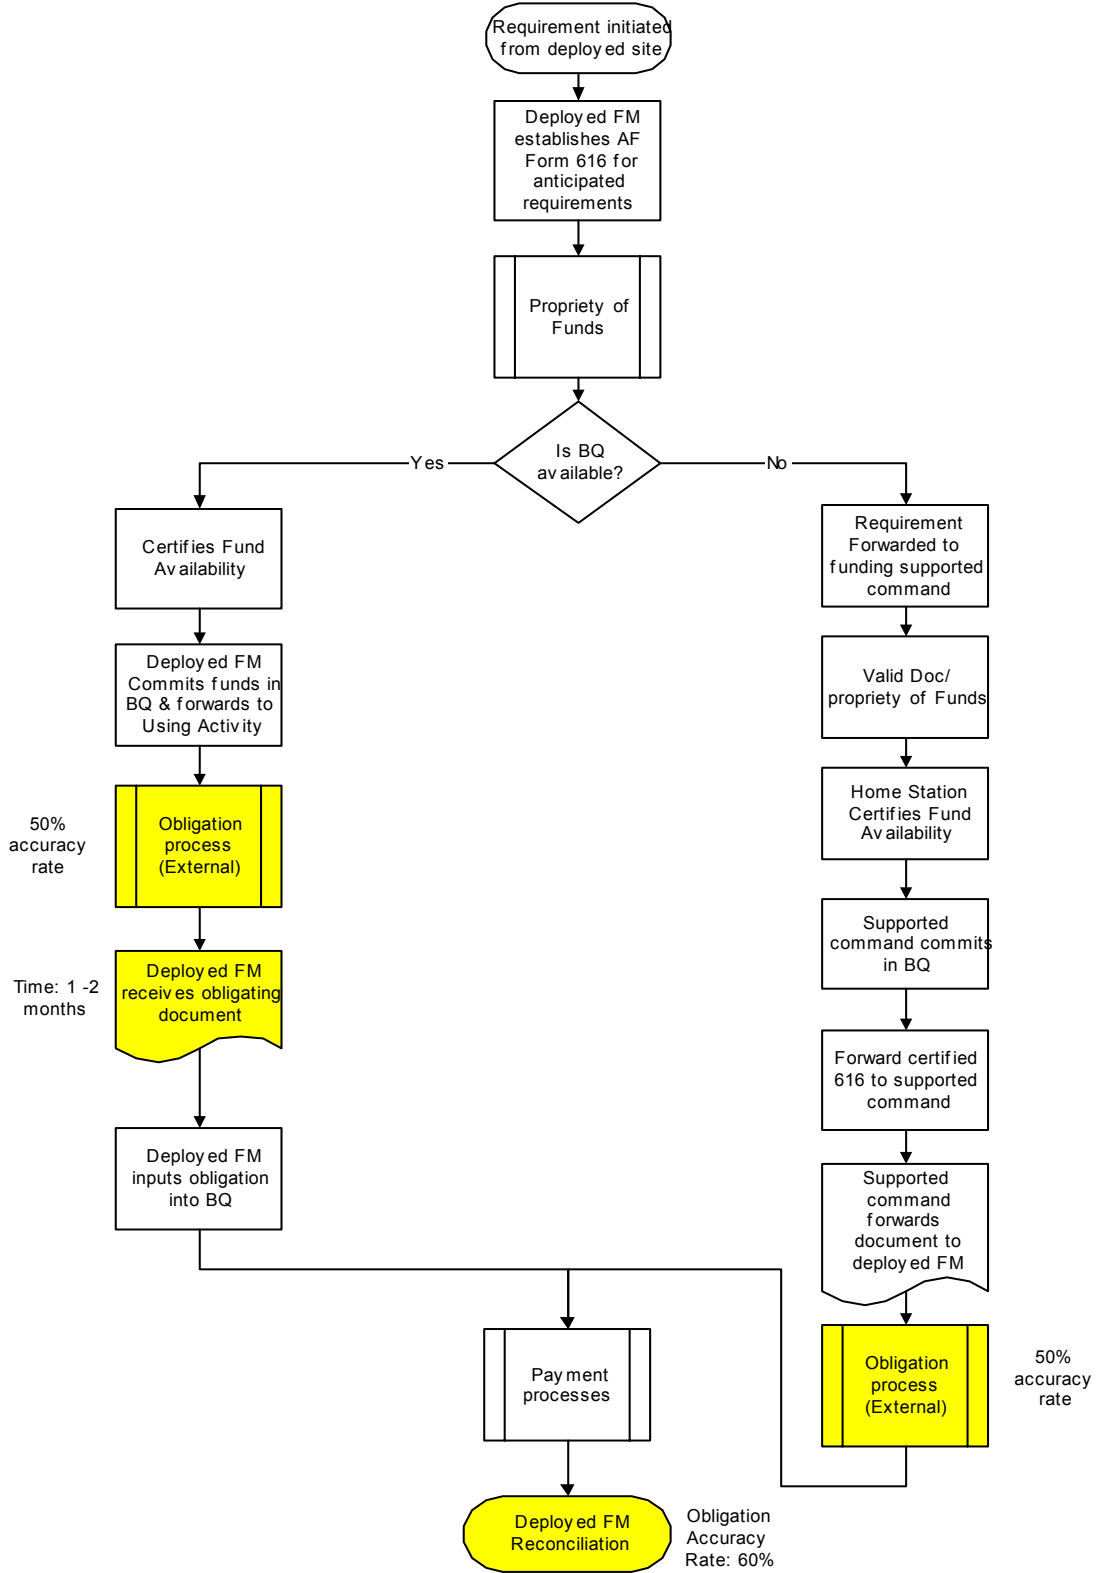 Requirement initiated
from deployed site
Deployed FM
establishes AF
Form 616 for
anticipated
requirements
Propriety of
Funds
Is BQ
available?
Yes
No
Certifies Fund
Availability
Deployed FM
Commits funds in
BQ & forwards to
Using Activity
50%
accuracy
rate
Obligation
process
(External)
Time: 1 -2
months
Deployed FM
receives obligating
document
Deployed FM
inputs obligation
into BQ
Requirement
Forwarded to
funding supported
command
Valid Doc/
propriety of Funds
Home Station
Certifies Fund
Availability
Supported
command commits
in BQ
Forward certified
616 to supported
command
Supported
command
forwards
document to
deployed FM
Obligation
process
(External)
50%
accuracy
rate
Payment
processes
Deployed FM
Reconciliation
Obligation
Accuracy
Rate: 60%